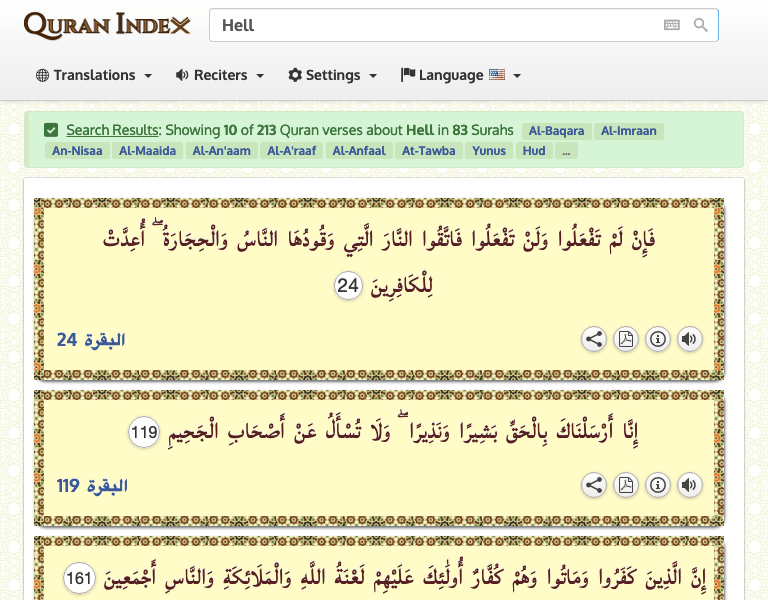 QURAN INDEX
Hell
Translations
Reciters
Settings
Language
Search Results: Showing 10 of 213 Quran verses about Hell in 83 Surahs Al-Baqara Al-Imraan
An-Nisaa Al-Maaida Al-An'aam Al-A'raaf Al-Anfaal At-Tawba Yunus Hud ...
فَإِنْ لَمْ تَفْعَلُوا وَلَنْ تَفْعَلُوا فَاتَّقُوا النَّارَ الَّتِي وَقُودُهَا النَّاسُ وَالْحِجَارَةُ ۖ أُعِدَّتْ
لِلْكَافِرِينَ 24
البقرة 24
إِنَّا أَرْسَلْنَاكَ بِالْحَقِّ بَشِيرًا وَنَذِيرًا ۖ وَلَا تُسْأَلُ عَنْ أَصْحَابِ الْجَحِيمِ 119
البقرة 119
إِنَّ الَّذِينَ كَفَرُوا وَمَاتُوا وَهُمْ كُفَّارٌ أُولَٰئِكَ عَلَيْهِمْ لَعْنَةُ اللَّهِ وَالْمَلَائِكَةِ وَالنَّاسِ أَجْمَعِينَ 161